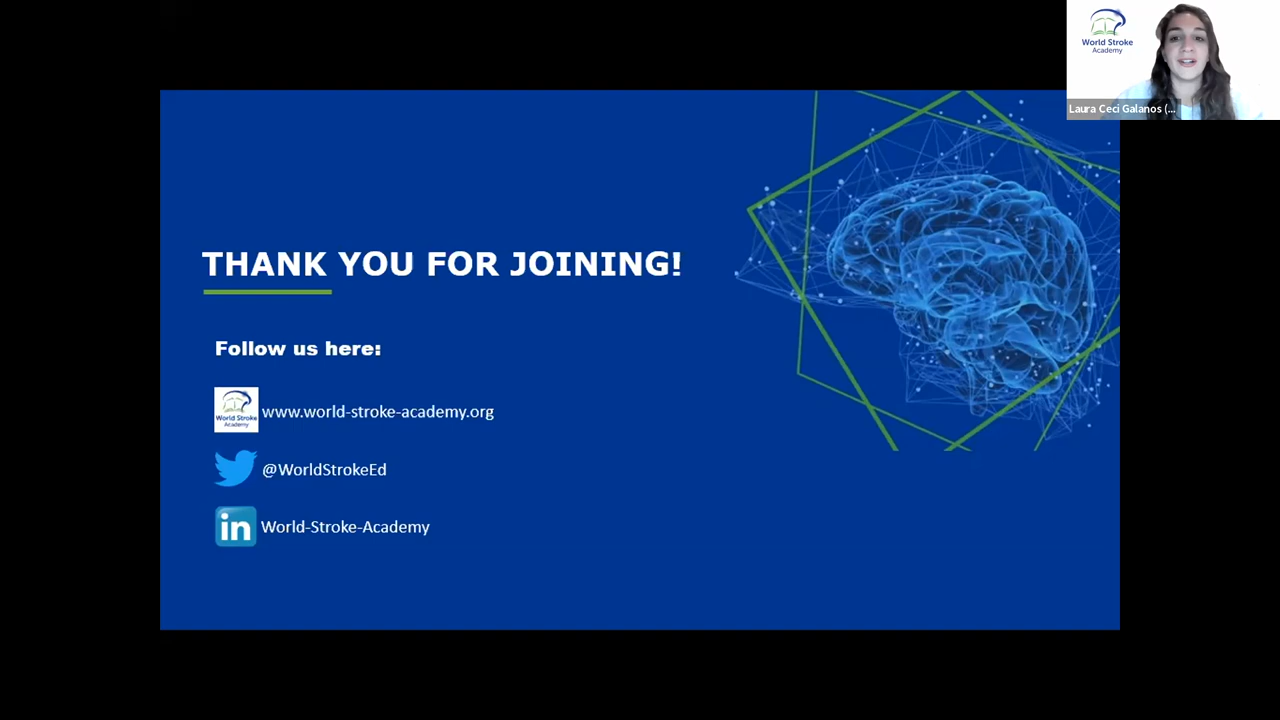 World Stroke
Academy
Laura Ceci Galanos (...
THANK YOU FOR JOINING!
Follow us here:
World Stroke
Academy
www.world-stroke-academy.org
@WorldStrokeEd
in
World-Stroke-Academy